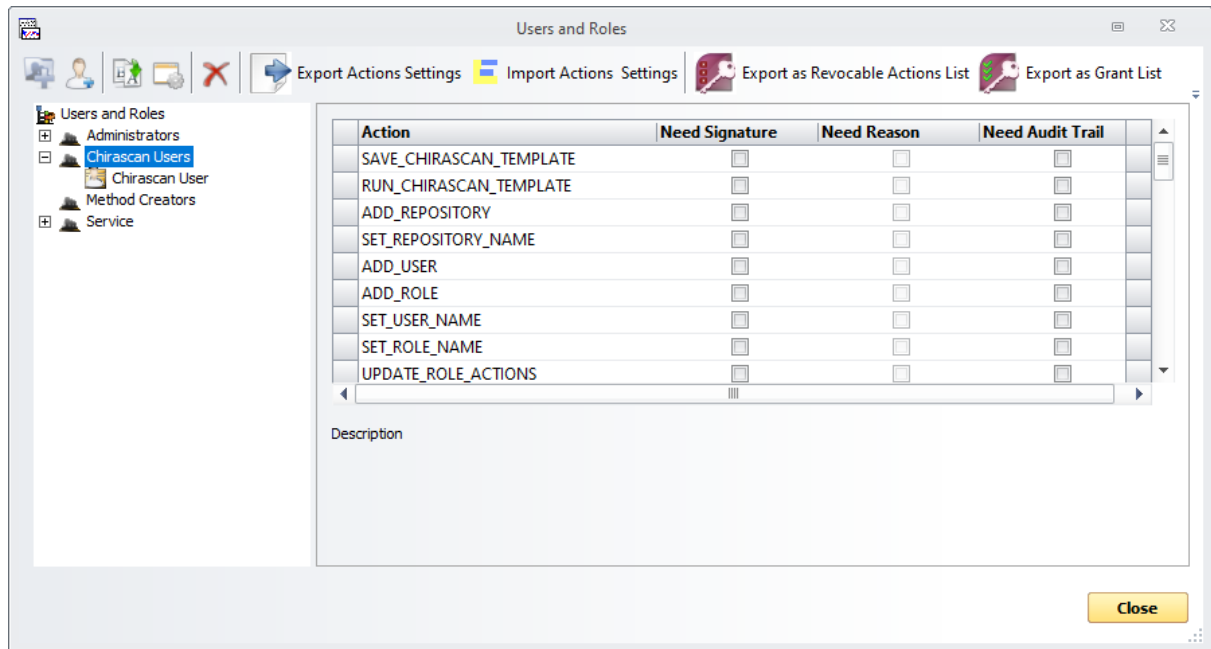 Users and Roles
Export Actions Settings Import Actions Settings Export as Revocable Actions List Export as Grant List
Users and Roles
Administrators
Chirascan Users
Chirascan User
Method Creators
Service
Action Need Signature Need Reason Need Audit Trail
SAVE_CHIRASCAN_TEMPLATE
RUN_CHIRASCAN_TEMPLATE
ADD_REPOSITORY
SET_REPOSITORY_NAME
ADD_USER
ADD_ROLE
SET_USER_NAME
SET_ROLE_NAME
UPDATE_ROLE_ACTIONS
Description
Close